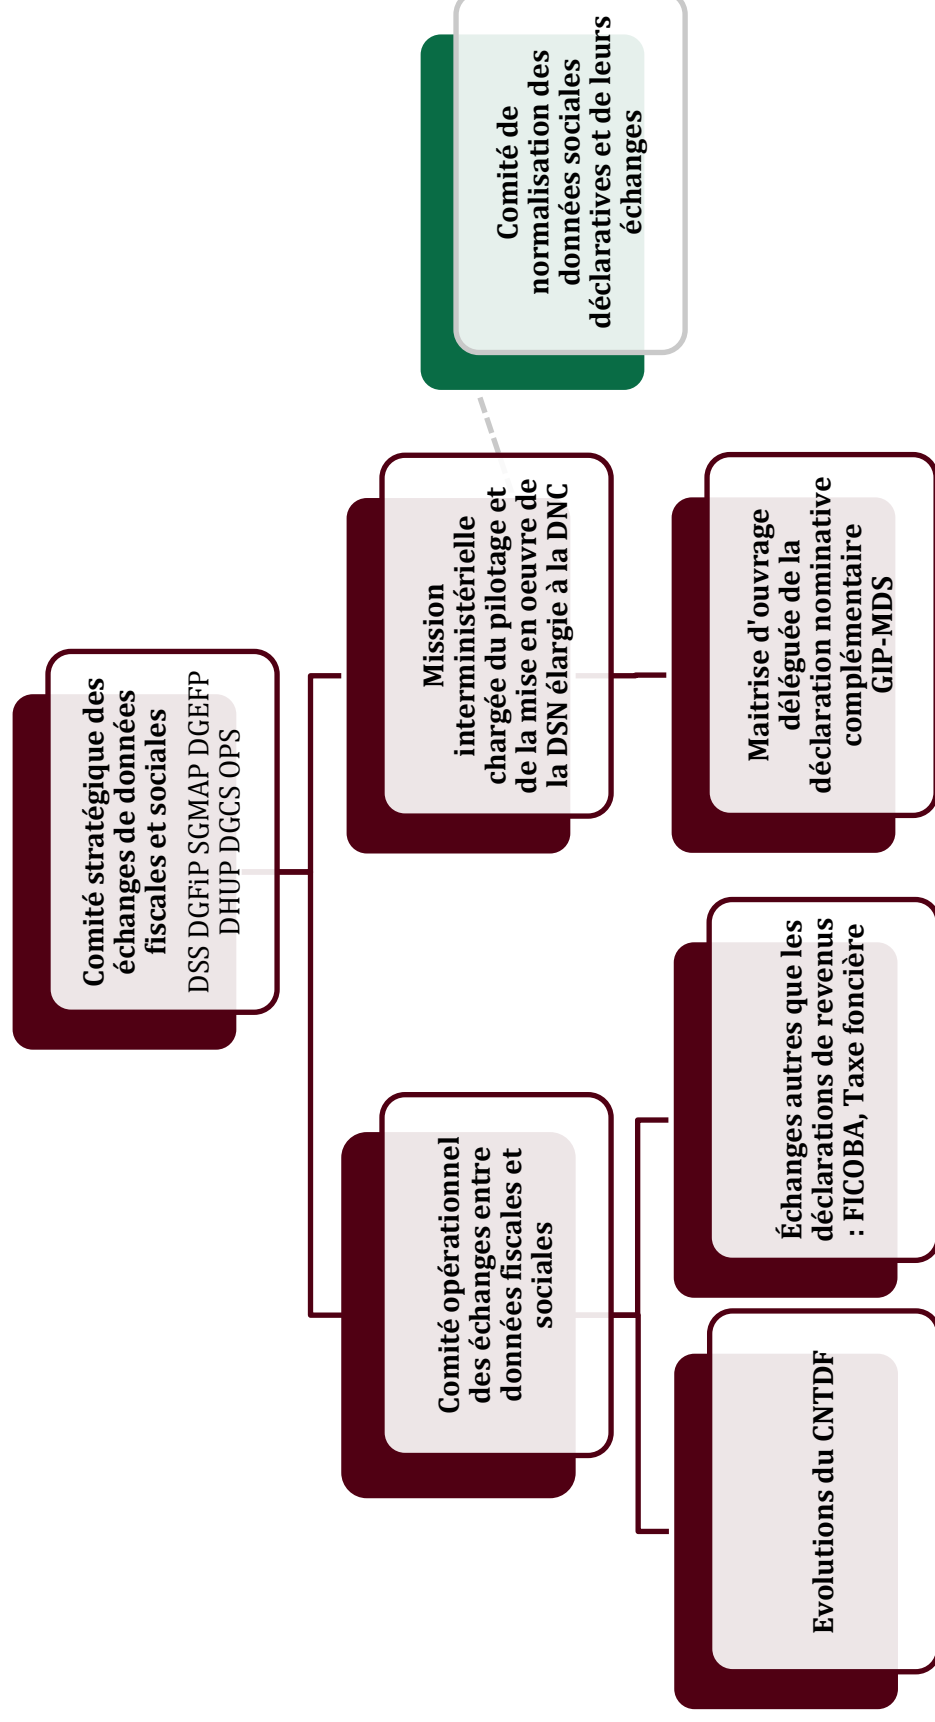 Comité stratégique des
échanges de données
fiscales et sociales
DSS DGFiP SGMAP DGEFP
DHUP DGCS OPS
Comité opérationnel
des échanges entre
données fiscales et
sociales
Mission
interministérielle
chargée du pilotage et
de la mise en oeuvre de
la DSN élargie à la DNC
Comité de
normalisation des
données sociales
déclaratives et de leurs
échanges
Evolutions du CNTDF
Échanges autres que les
déclarations de revenus
: FICOBA, Taxe foncière
Maitrise d'ouvrage
déléguée de la
déclaration nominative
complémentaire
GIP-MDS